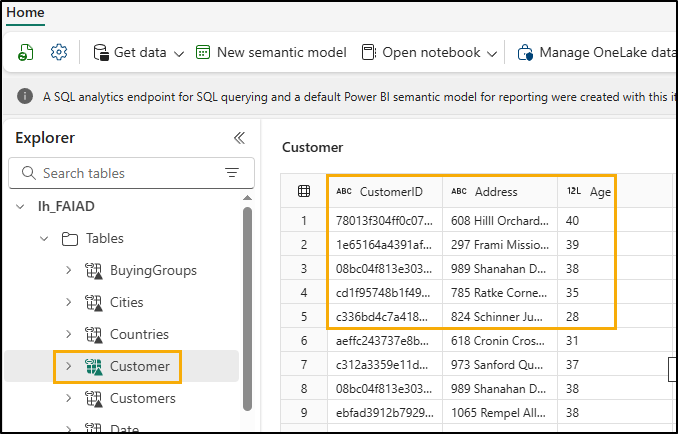 Home
Get data
New semantic model
Open notebook
Manage OneLake data
A SQL analytics endpoint for SQL querying and a default Power BI semantic model for reporting were created with this it
Explorer
Search tables
lh_FAIAD
Tables
BuyingGroups
Cities
Countries
Customer
Customers
Date
Customer
ABC CustomerID ABC Address 12L Age
1 78013f304ff0c07... 608 Hilll Orchard... 40
2 1e65164a4391af... 297 Frami Missio... 39
3 08bc04f813e303... 989 Shanahan D... 38
4 cd1f95748b1f49... 785 Ratke Corne... 35
5 c336bd4c7a418... 824 Schinner Ju... 28
6 aeffc243737e8b... 618 Cronin Cros... 31
7 c312a3359e11d... 973 Sanford Qu... 37
8 08bc04f813e303... 989 Shanahan D... 38
9 ebfad3912b7929... 1065 Rempel All... 38